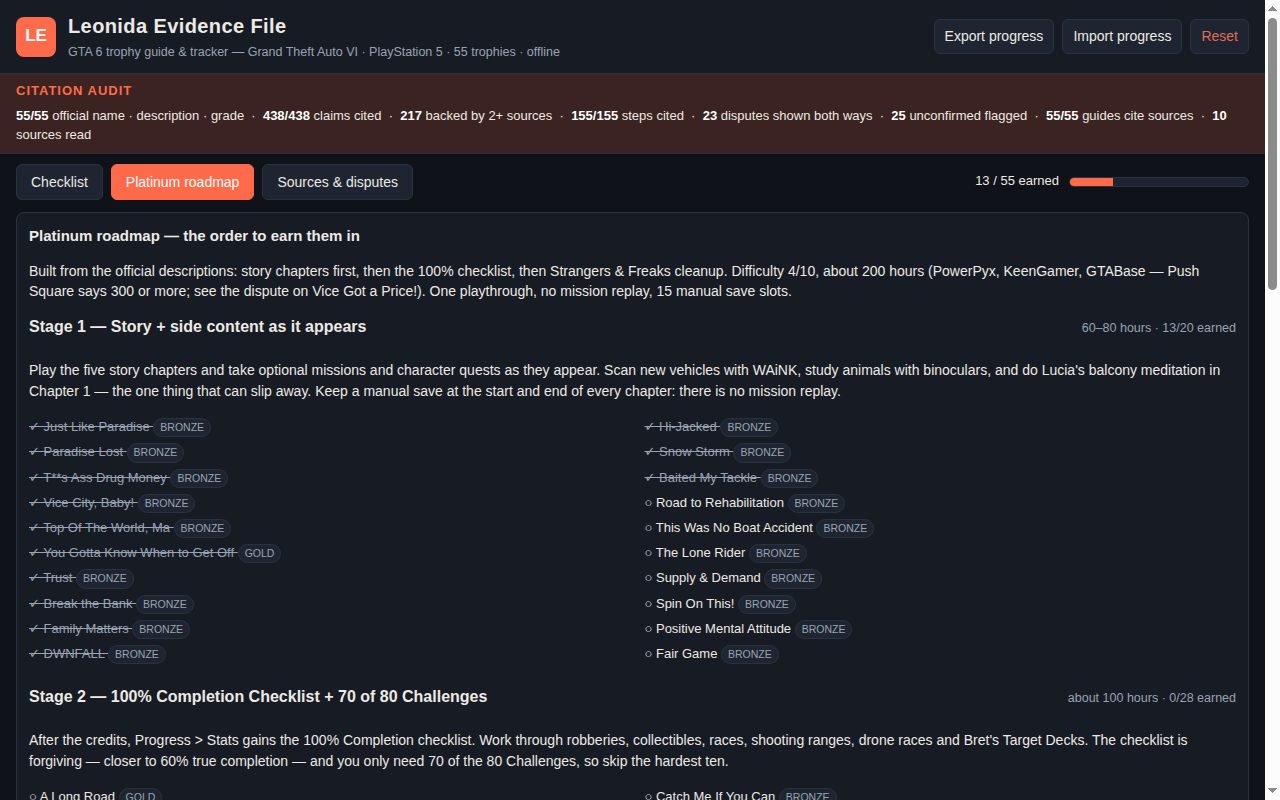 LE
Leonida Evidence File
GTA 6 trophy guide & tracker — Grand Theft Auto VI · PlayStation 5 · 55 trophies · offline
Export progress
Import progress
Reset
CITATION AUDIT
55/55 official name · description · grade · 438/438 claims cited · 217 backed by 2+ sources · 155/155 steps cited · 23 disputes shown both ways · 25 unconfirmed flagged · 55/55 guides cite sources · 10
sources read
Checklist
Platinum roadmap
Sources & disputes
13 / 55 earned
Platinum roadmap — the order to earn them in
Built from the official descriptions: story chapters first, then the 100% checklist, then Strangers & Freaks cleanup. Difficulty 4/10, about 200 hours (PowerPyx, KeenGamer, GTABase — Push
Square says 300 or more; see the dispute on Vice Got a Price!). One playthrough, no mission replay, 15 manual save slots.
Stage 1 — Story + side content as it appears
60–80 hours · 13/20 earned
Play the five story chapters and take optional missions and character quests as they appear. Scan new vehicles with WAiNK, study animals with binoculars, and do Lucia's balcony meditation in
Chapter 1 — the one thing that can slip away. Keep a manual save at the start and end of every chapter: there is no mission replay.
✓ Just Like Paradise BRONZE
✓ Paradise Lost BRONZE
✓ T**s Ass Drug Money BRONZE
✓ Vice City, Baby! BRONZE
✓ Top Of The World, Ma BRONZE
✓ You Gotta Know When to Get Off GOLD
✓ Trust BRONZE
✓ Break the Bank BRONZE
✓ Family Matters BRONZE
✓ DWNFALL BRONZE
✓ Hi-Jacked BRONZE
✓ Snow Storm BRONZE
✓ Baited My Tackle BRONZE
○ Road to Rehabilitation BRONZE
○ This Was No Boat Accident BRONZE
○ The Lone Rider BRONZE
○ Supply & Demand BRONZE
○ Spin On This! BRONZE
○ Positive Mental Attitude BRONZE
○ Fair Game BRONZE
Stage 2 — 100% Completion Checklist + 70 of 80 Challenges
about 100 hours · 0/28 earned
After the credits, Progress > Stats gains the 100% Completion checklist. Work through robberies, collectibles, races, shooting ranges, drone races and Bret's Target Decks. The checklist is
forgiving — closer to 60% true completion — and you only need 70 of the 80 Challenges, so skip the hardest ten.
○ A Long Road GOLD
○ Catch Me If You Can BRONZE